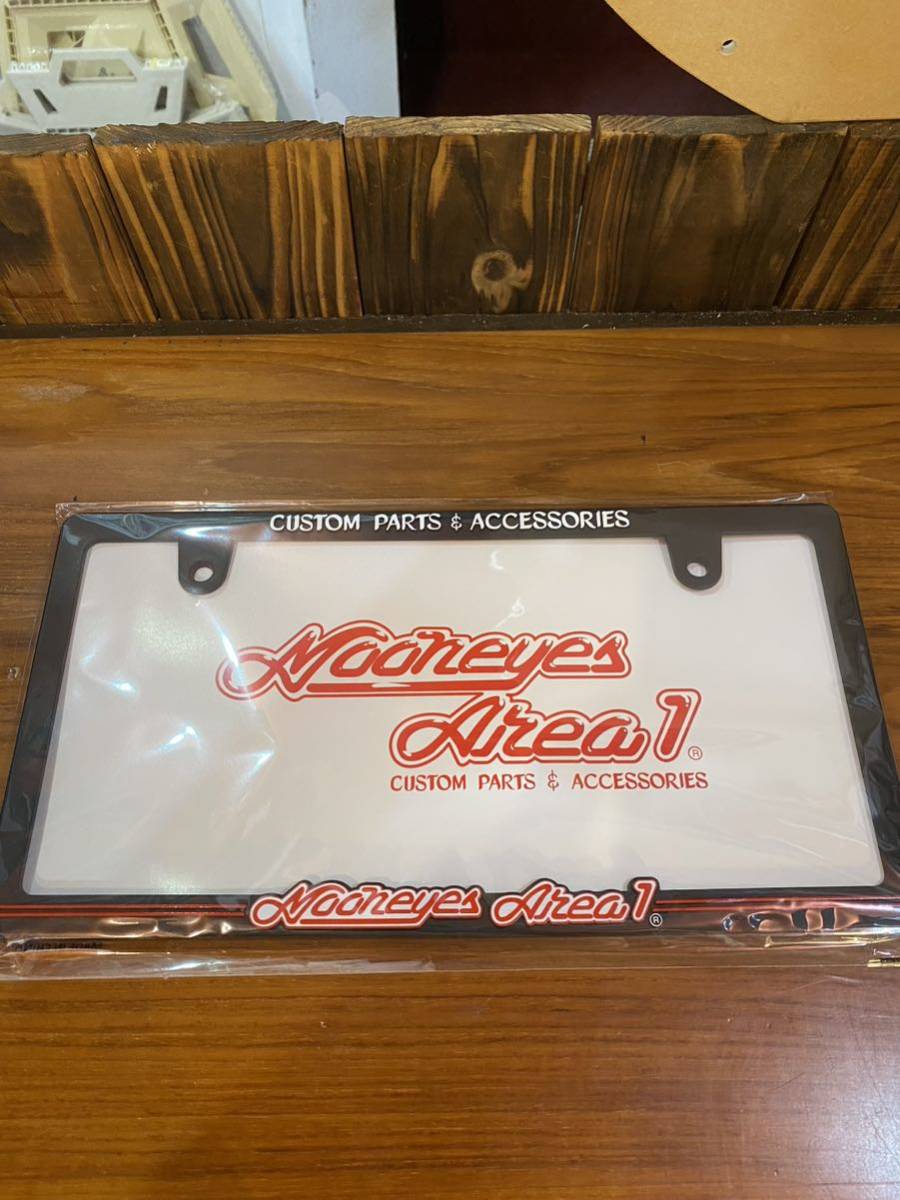 CUSTOM PARTS & ACCESSORIES
Mooneyes
Area 1 ®
CUSTOM PARTS & ACCESSORIES
Mooneyes Area 1 ®